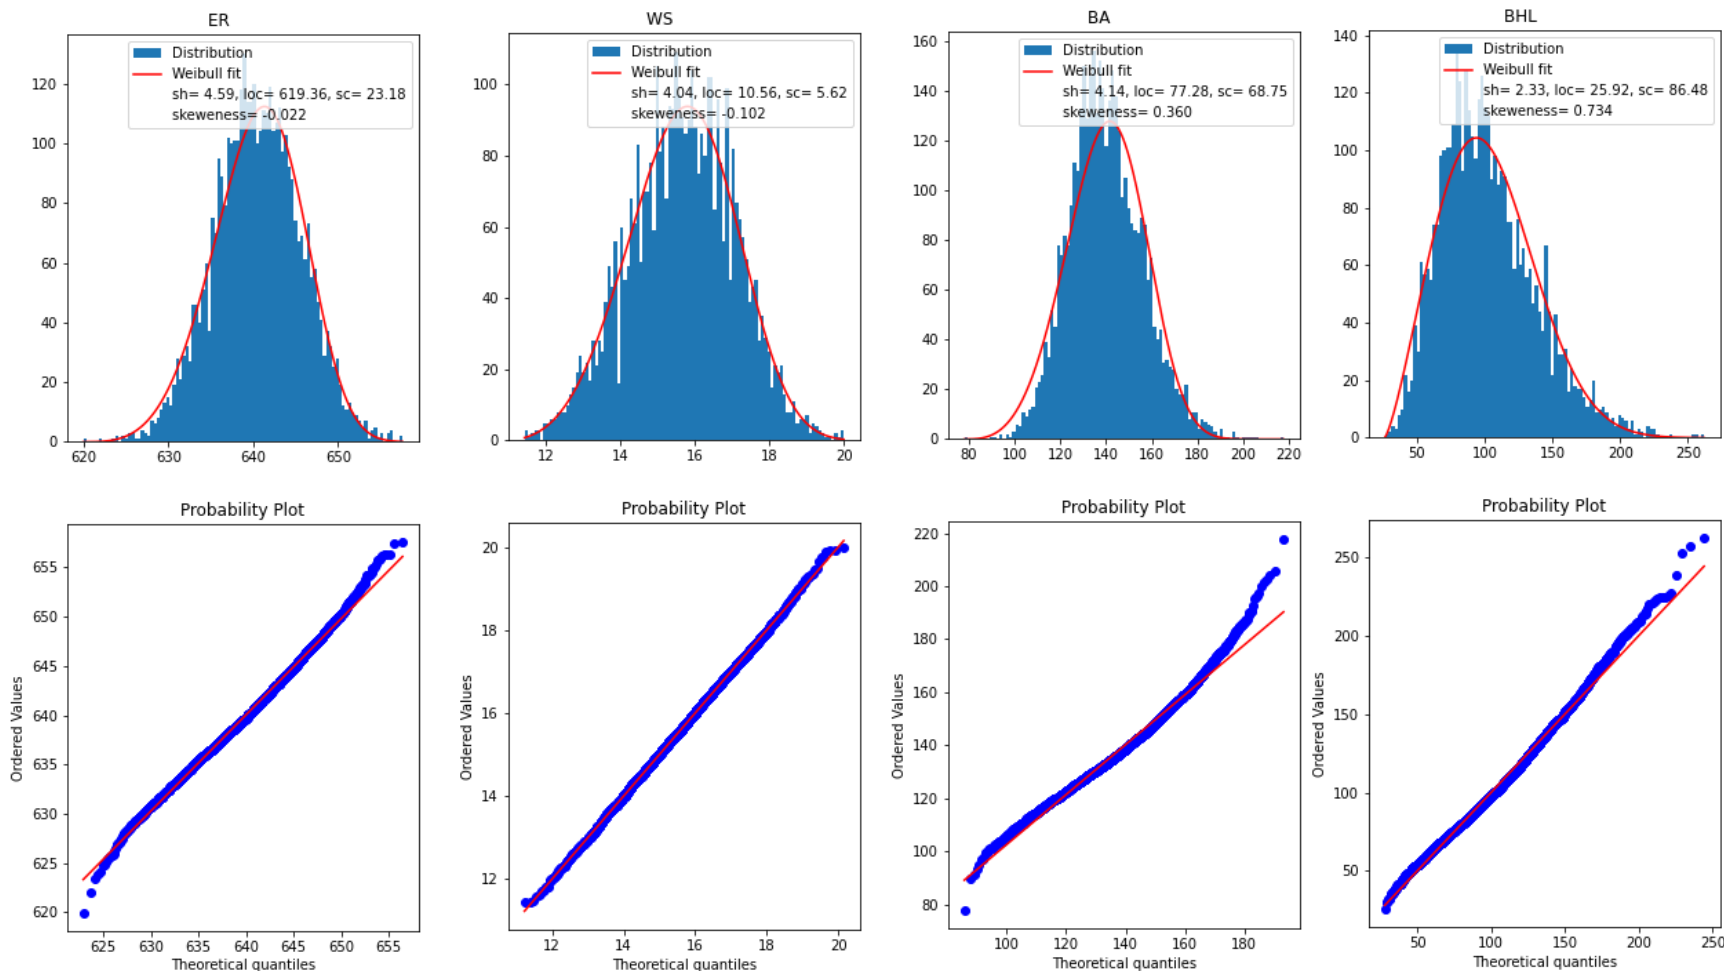 ER
Distribution
Weibull fit
sh= 4.59, loc= 619.36, sc= 23.18
skeweness= -0.022
120
100
80
60
40
20
0
620 630 640 650
WS
Distribution
Weibull fit
sh= 4.04, loc= 10.56, sc= 5.62
skeweness= -0.102
100
80
60
40
20
0
12 14 16 18 20
BA
Distribution
Weibull fit
sh= 4.14, loc= 77.28, sc= 68.75
skeweness= 0.360
160
140
120
100
80
60
40
20
0
80 100 120 140 160 180 200 220
BHL
Distribution
Weibull fit
sh= 2.33, loc= 25.92, sc= 86.48
skeweness= 0.734
140
120
100
80
60
40
20
0
50 100 150 200 250
Probability Plot
Ordered Values
655
650
645
640
635
630
625
620
625 630 635 640 645 650 655
Theoretical quantiles
Probability Plot
Ordered Values
20
18
16
14
12
12 14 16 18 20
Theoretical quantiles
Probability Plot
Ordered Values
220
200
180
160
140
120
100
80
100 120 140 160 180
Theoretical quantiles
Probability Plot
Ordered Values
250
200
150
100
50
50 100 150 200 250
Theoretical quantiles